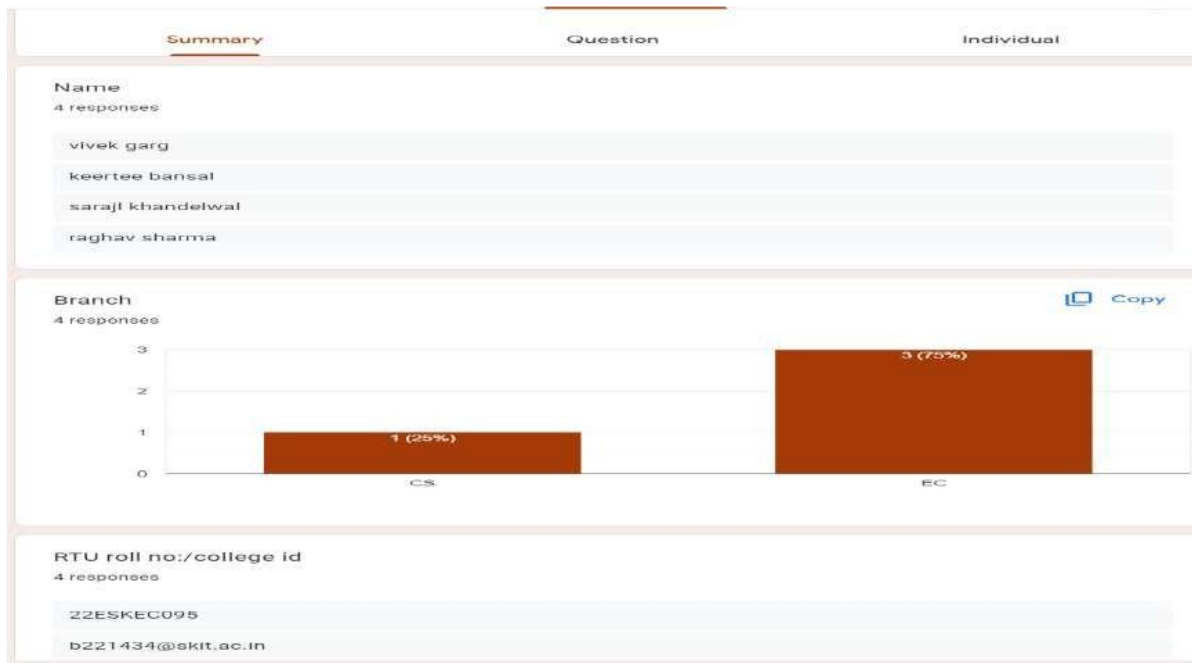 Summary Question Individual
Name
4 responses
vivek garg
keertee bansal
sarajl khandelwal
raghav sharma
Branch Copy
4 responses
3
3 (75%)
2
1
1 (25%)
0
CS EC
RTU roll no:/college id
4 responses
22ESKEC095
b221434@skit.ac.in